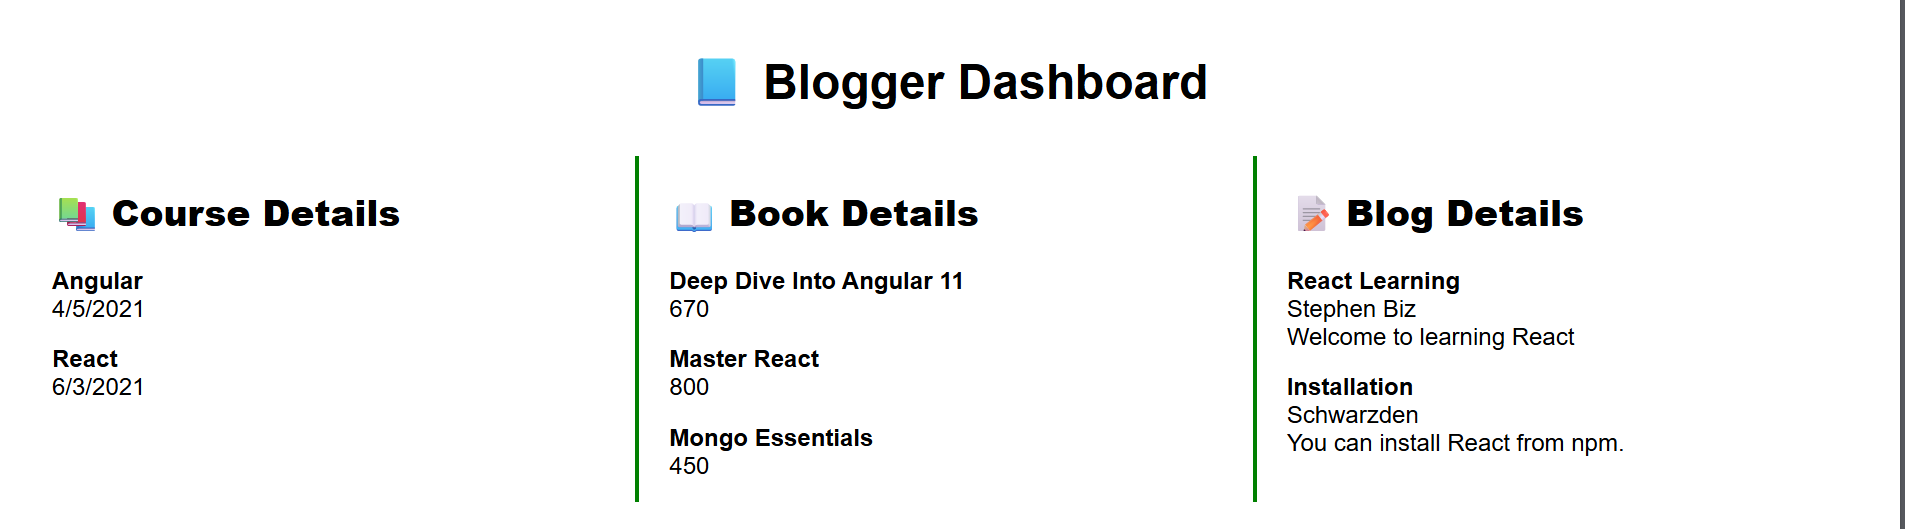 Blogger Dashboard
Course Details
Angular
4/5/2021
React
6/3/2021
Book Details
Deep Dive Into Angular 11
670
Master React
800
Mongo Essentials
450
Blog Details
React Learning
Stephen Biz
Welcome to learning React
Installation
Schwarzden
You can install React from npm.